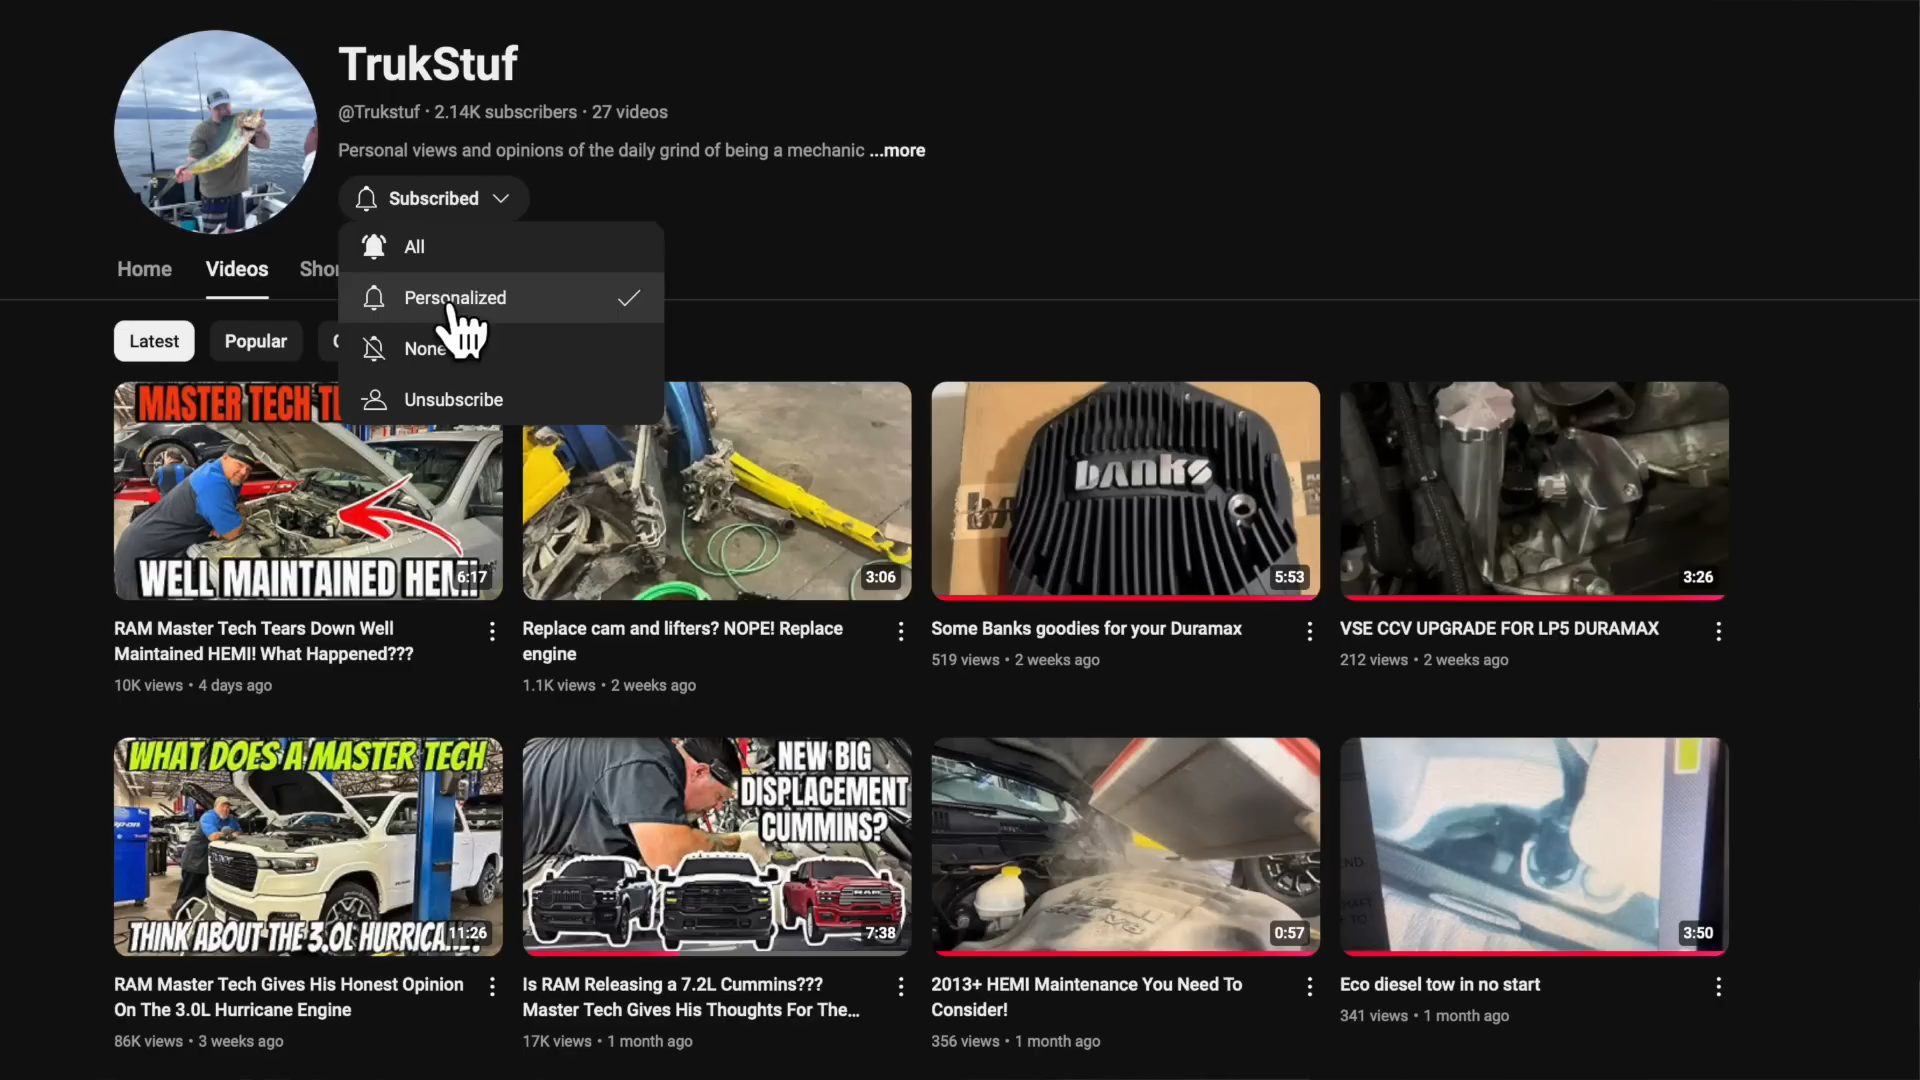 TrukStuf
@Trukstuf · 2.14K subscribers · 27 videos
Personal views and opinions of the daily grind of being a mechanic ...more
Subscribed
All
Personalized
None
Unsubscribe
Home
Videos
Latest
Popular
MASTER TECH
WELL MAINTAINED
6:17
3:06
banks
5:53
3:26
RAM Master Tech Tears Down Well
Maintained HEMI! What Happened???
10K views • 4 days ago
Replace cam and lifters? NOPE! Replace
engine
1.1K views • 2 weeks ago
Some Banks goodies for your Duramax
519 views • 2 weeks ago
VSE CCV UPGRADE FOR LP5 DURAMAX
212 views • 2 weeks ago
WHAT DOES A MASTER TECH
THINK ABOUT THE 3.0L
11:26
NEW BIG
DISPLACEMENT
CUMMINS?
7:38
0:57
3:50
RAM Master Tech Gives His Honest Opinion
On The 3.0L Hurricane Engine
86K views • 3 weeks ago
Is RAM Releasing a 7.2L Cummins???
Master Tech Gives His Thoughts For The...
17K views • 1 month ago
2013+ HEMI Maintenance You Need To
Consider!
356 views • 1 month ago
Eco diesel tow in no start
341 views • 1 month ago